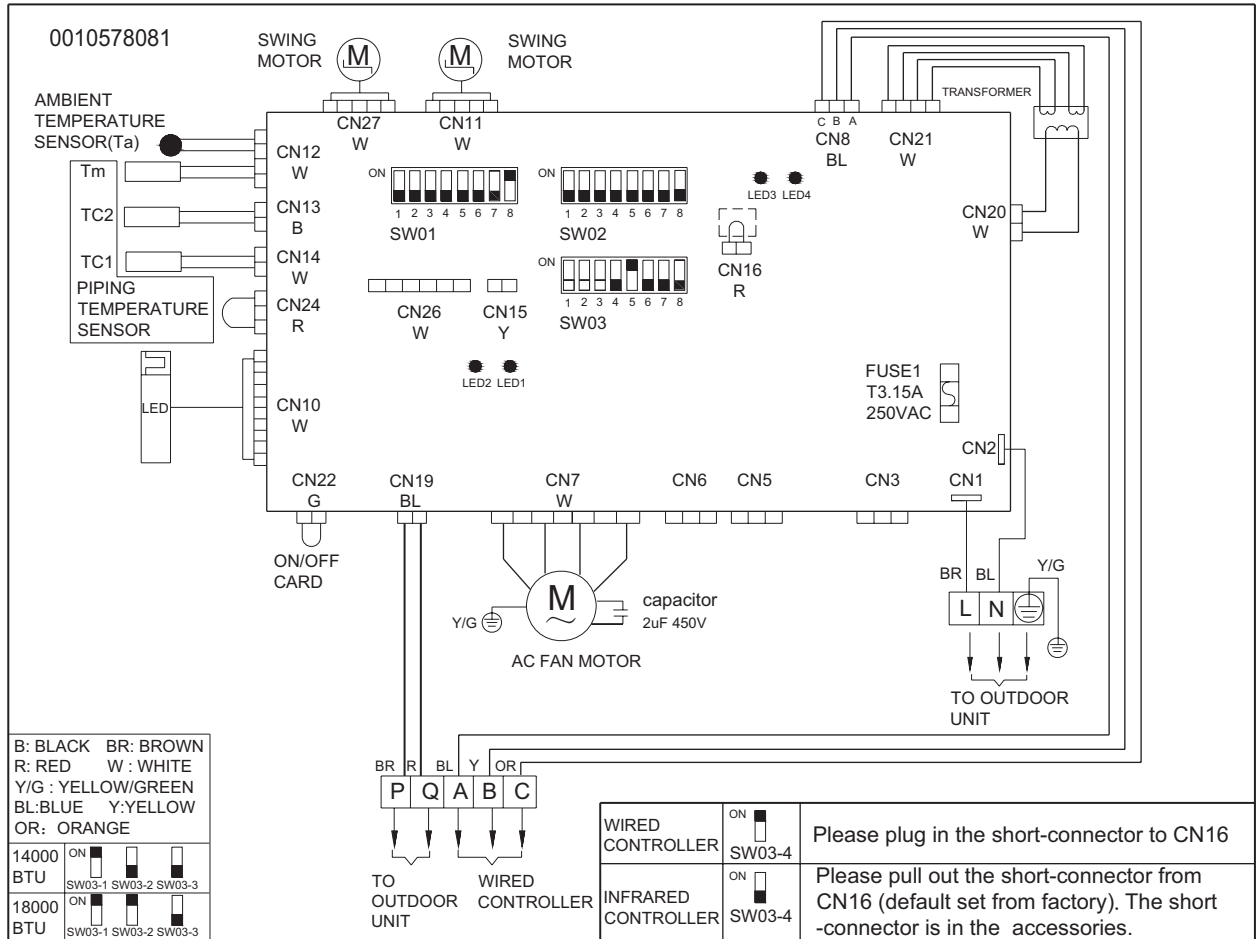 0010578081
SWING
MOTOR
M
M
SWING
MOTOR
AMBIENT
TEMPERATURE
SENSOR(Ta)
Tm
TC2
TC1
PIPING
TEMPERATURE
SENSOR
LED
CN27
W
CN11
W
C B A
CN8
BL
CN21
W
TRANSFORMER
CN12
W
CN13
B
CN14
W
CN24
R
CN10
W
ON
1 2 3 4 5 6 7 8
SW01
ON
1 2 3 4 5 6 7 8
SW02
LED3 LED4
CN20
W
CN16
R
ON
1 2 3 4 5 6 7 8
SW03
CN26
W
CN15
Y
LED2 LED1
FUSE1
T3.15A
250VAC
CN2
CN22
G
CN19
BL
CN7
W
CN6
CN5
CN3
CN1
ON/OFF
CARD
M
Y/G
capacitor
2uF 450V
AC FAN MOTOR
BR BL Y/G
L N
TO OUTDOOR
UNIT
BR R BL Y OR
P Q A B C
TO
OUTDOOR
UNIT
WIRED
CONTROLLER
B: BLACK BR: BROWN
R: RED W : WHITE
Y/G : YELLOW/GREEN
BL:BLUE Y:YELLOW
OR: ORANGE
14000
BTU
ON
SW03-1 SW03-2 SW03-3
18000
BTU
ON
SW03-1 SW03-2 SW03-3
WIRED
CONTROLLER
ON
SW03-4
Please plug in the short-connector to CN16
INFRARED
CONTROLLER
ON
SW03-4
Please pull out the short-connector from
CN16 (default set from factory). The short
-connector is in the accessories.